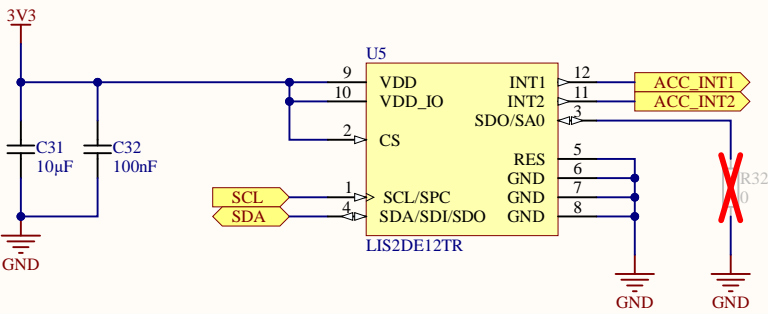 3V3
U5
9 VDD INT1 12 ACC_INT1
10 VDD_IO INT2 11 ACC_INT2
SDO/SA0 3
2 CS
C31 C32
10µF 100nF
RES 5
GND 6
R32
1 SCL/SPC GND 7
0
SCL
4 SDA/SDI/SDO GND 8
SDA
LIS2DE12TR
GND
GND
GND